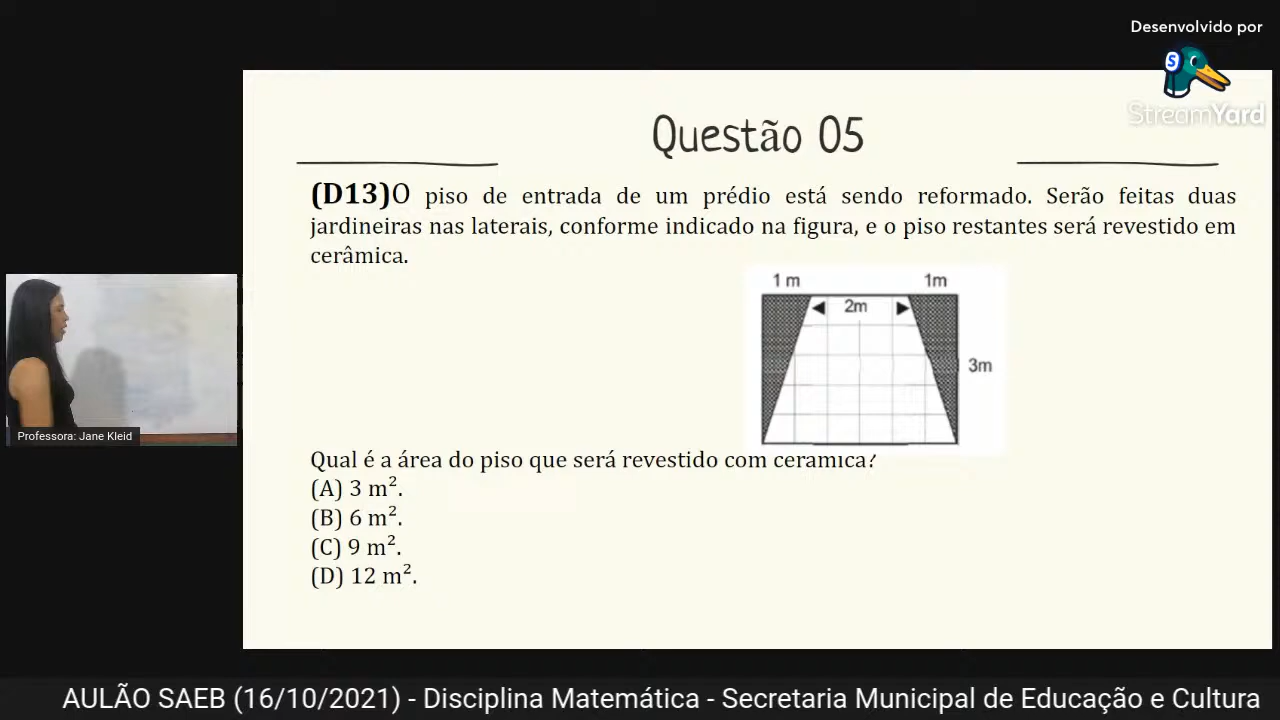 Desenvolvido por
S
StreamYard
Questão 05
(D13)O piso de entrada de um prédio está sendo reformado. Serão feitas duas
jardineiras nas laterais, conforme indicado na figura, e o piso restantes será revestido em
cerâmica.
1 m 1m
2m
3m
Professora: Jane Kleid
Qual é a área do piso que será revestido com cerâmica?
(A) 3 m².
(B) 6 m².
(C) 9 m².
(D) 12 m².
AULÃO SAEB (16/10/2021) - Disciplina Matemática - Secretaria Municipal de Educação e Cultura